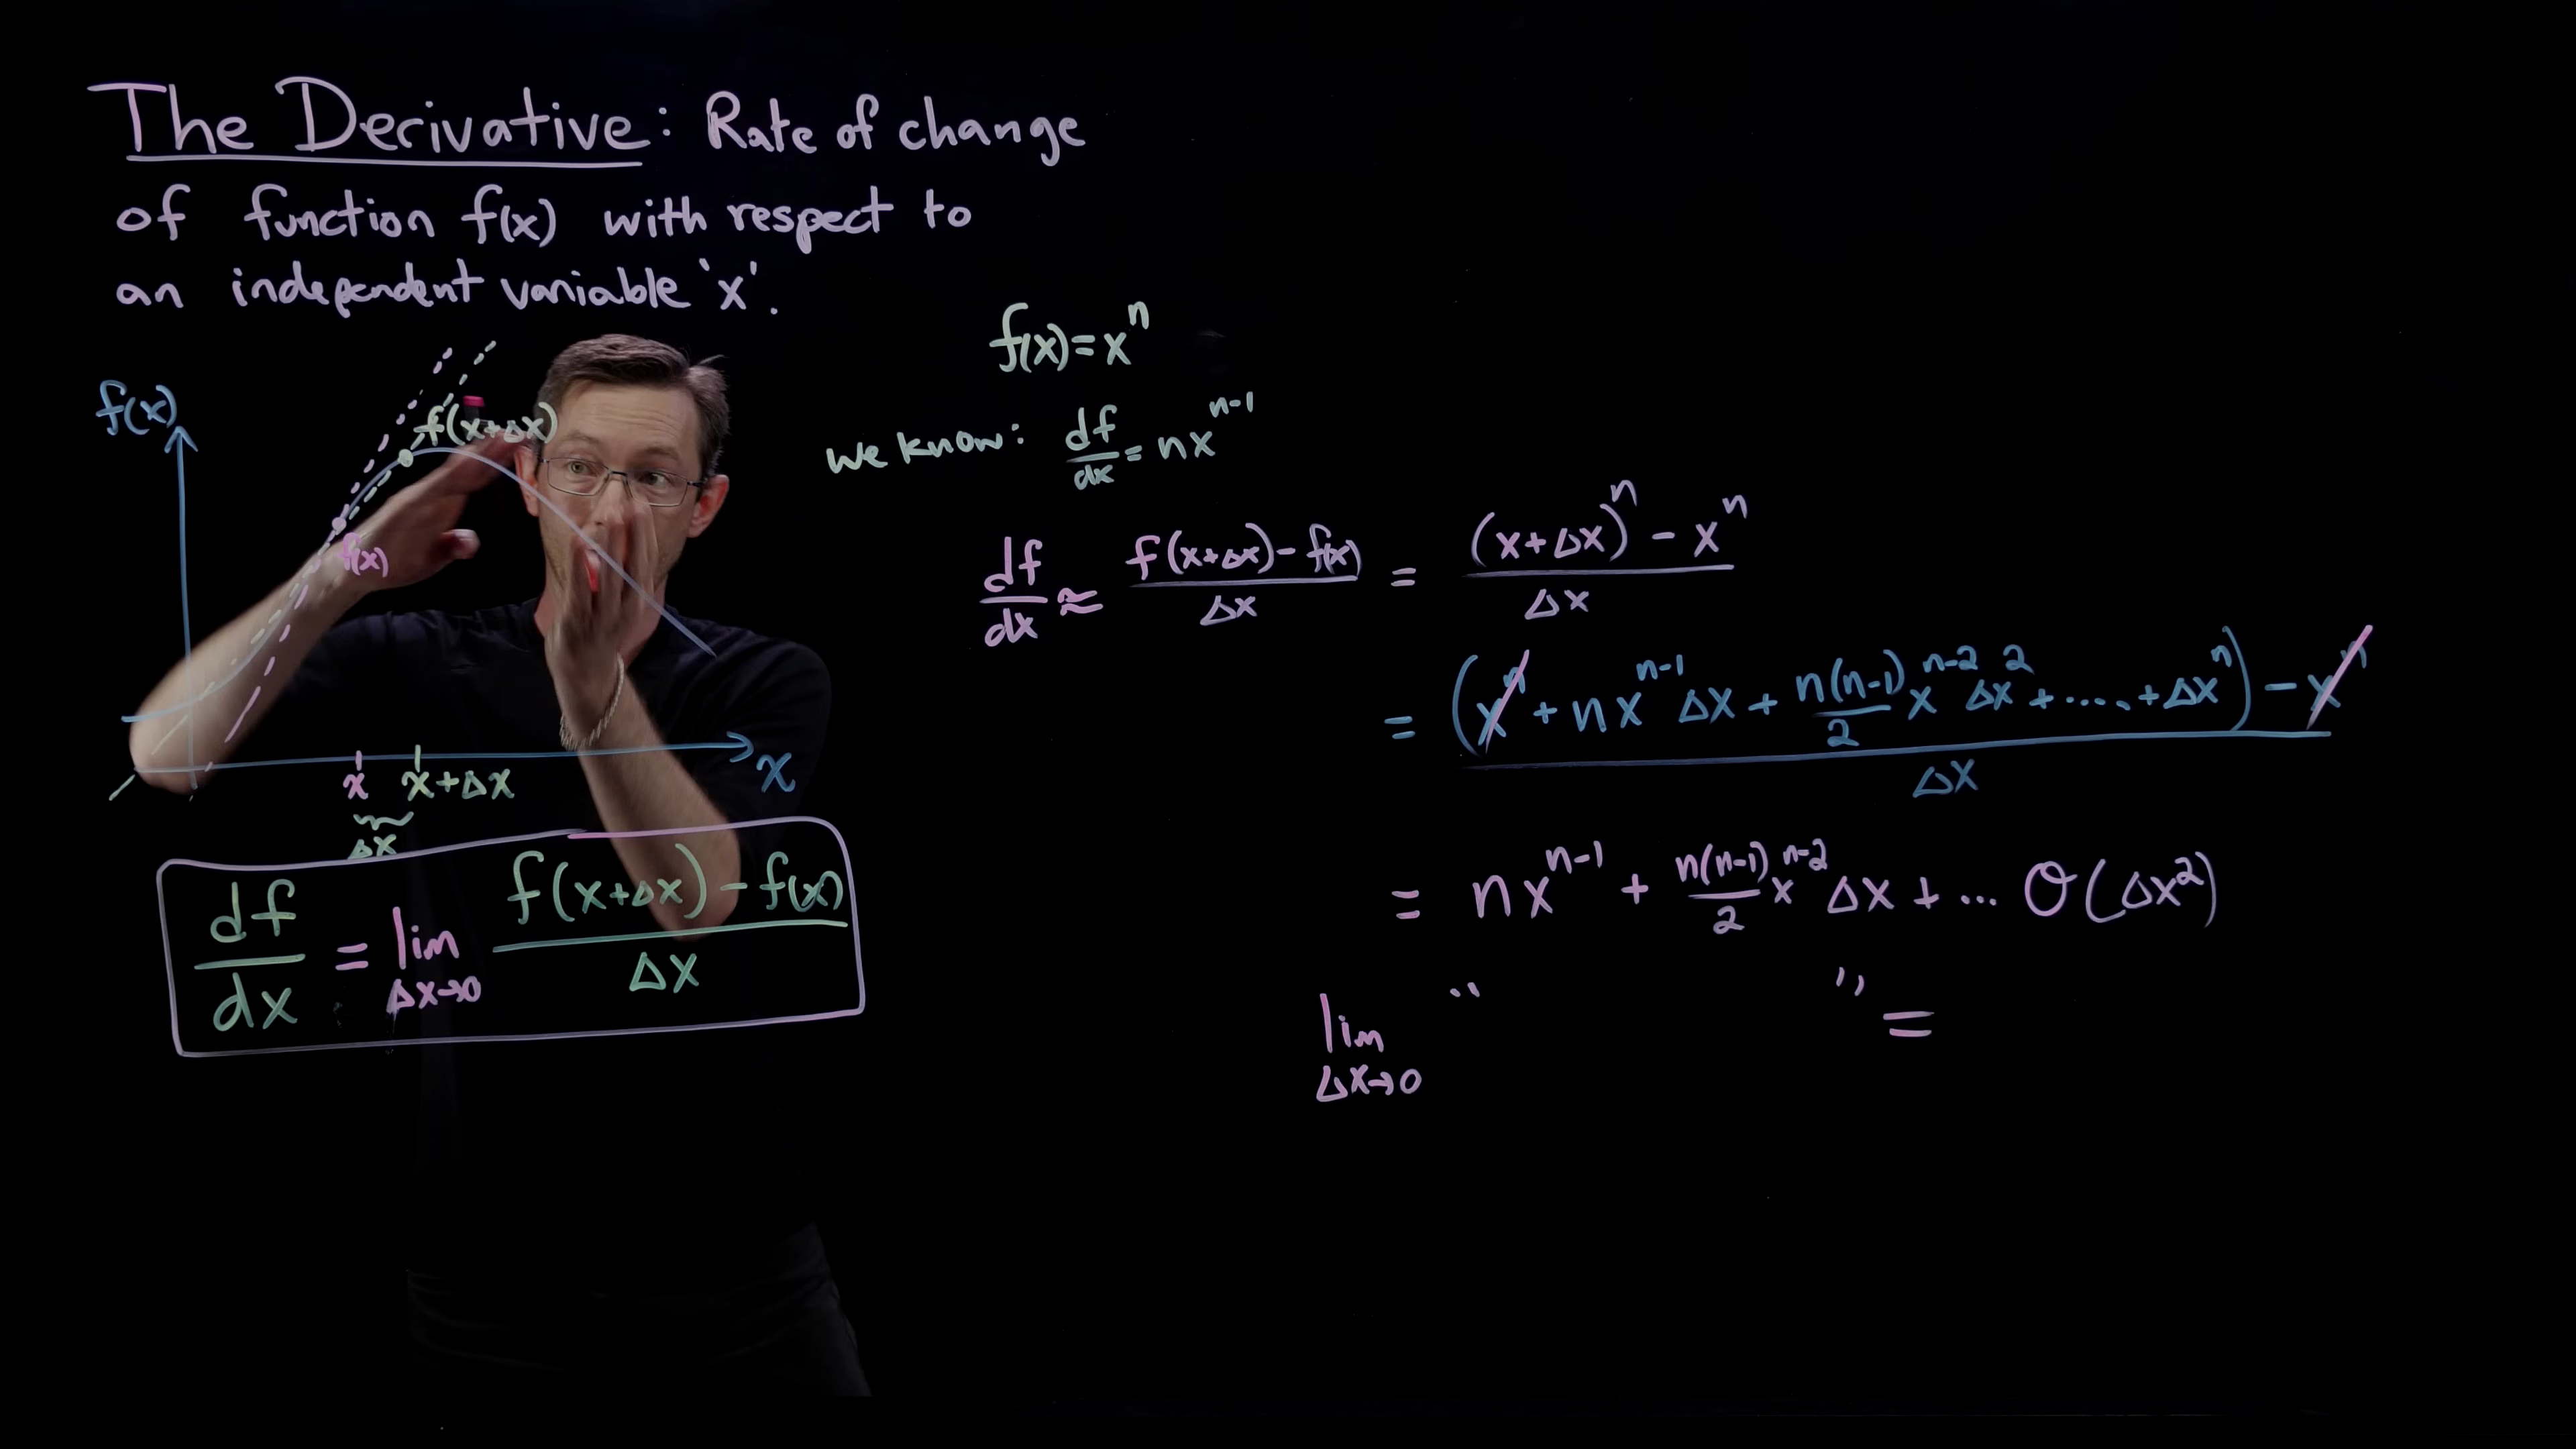 The Derivative: Rate of change
of function f(x) with respect to
an independent variable 'x'.
f(x)
f(x+Δx)
f(x)
x
x+Δx
x
Δx
df/dx = lim Δx→0 (f(x+Δx) - f(x))/Δx
f(x)=x^n
we know: df/dx = nx^(n-1)
df/dx ≈ (f(x+Δx) - f(x))/Δx = ((x+Δx)^n - x^n)/Δx
= ((x^n + nx^(n-1) Δx + n(n-1)/2 x^(n-2) Δx^2 + ..... + Δx^n) - x^n)/Δx
= nx^(n-1) + n(n-1)/2 x^(n-2) Δx + ... O(Δx^2)
lim Δx→0 " " =